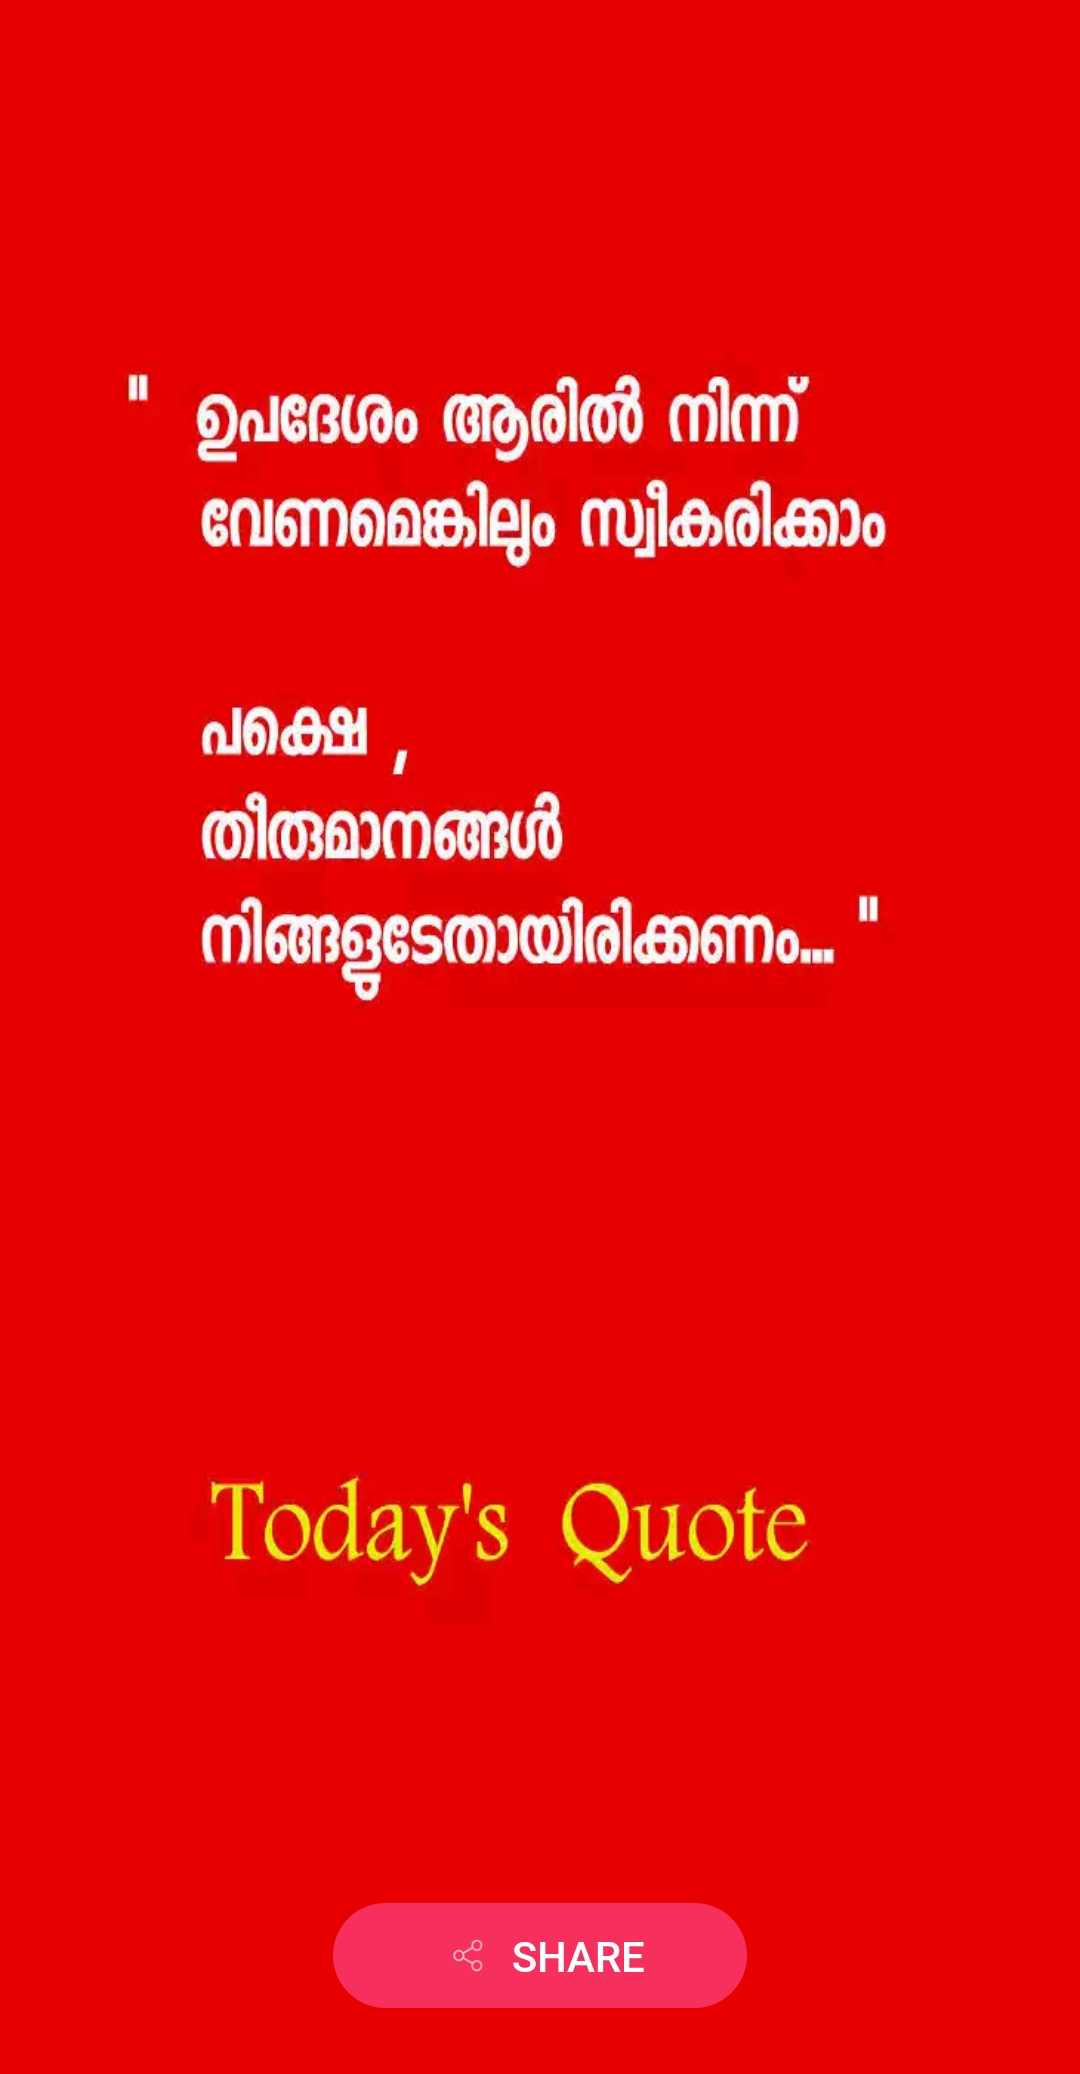 " ഉപദേശം ആരിൽ നിന്ന്
വേണമെങ്കിലും സ്വീകരിക്കാം
പക്ഷെ ,
തീരുമാനങ്ങൾ
നിങ്ങളുടേതായിരിക്കണം... "
Today's Quote
SHARE